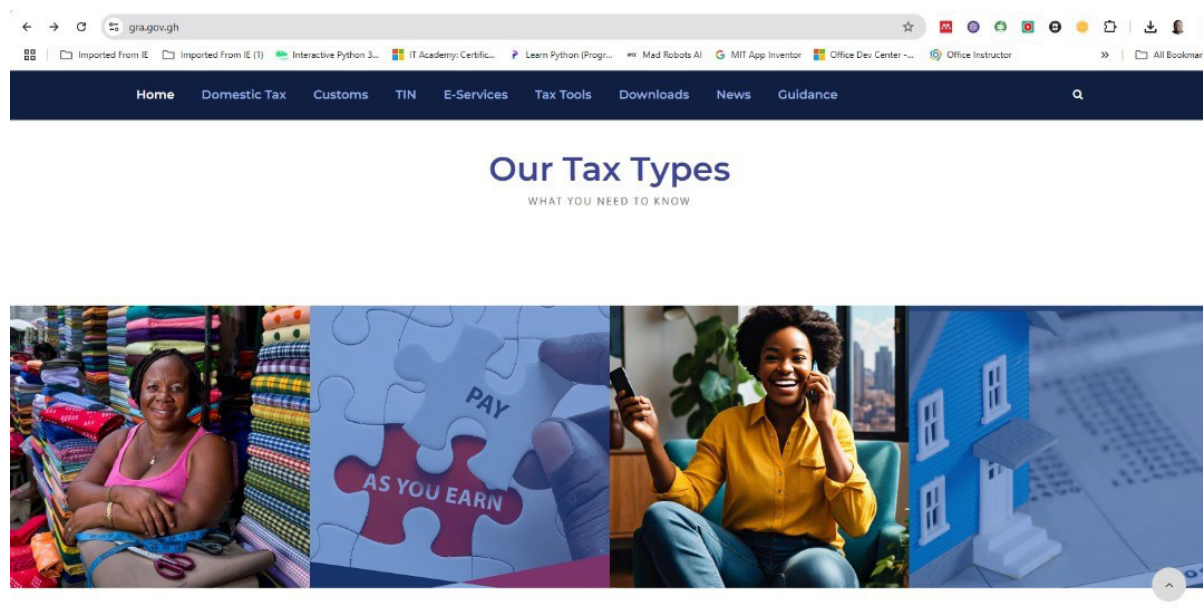 gra.gov.gh
Imported From IE Imported From IE (1) Interactive Python 3... IT Academy: Certific... Learn Python (Progr... WIX Mad Robots AI MIT App Inventor Office Dev Center -... Office Instructor » All Bookmar
Home Domestic Tax Customs TIN E-Services Tax Tools Downloads News Guidance
Our Tax Types
WHAT YOU NEED TO KNOW
PAY
AS YOU EARN